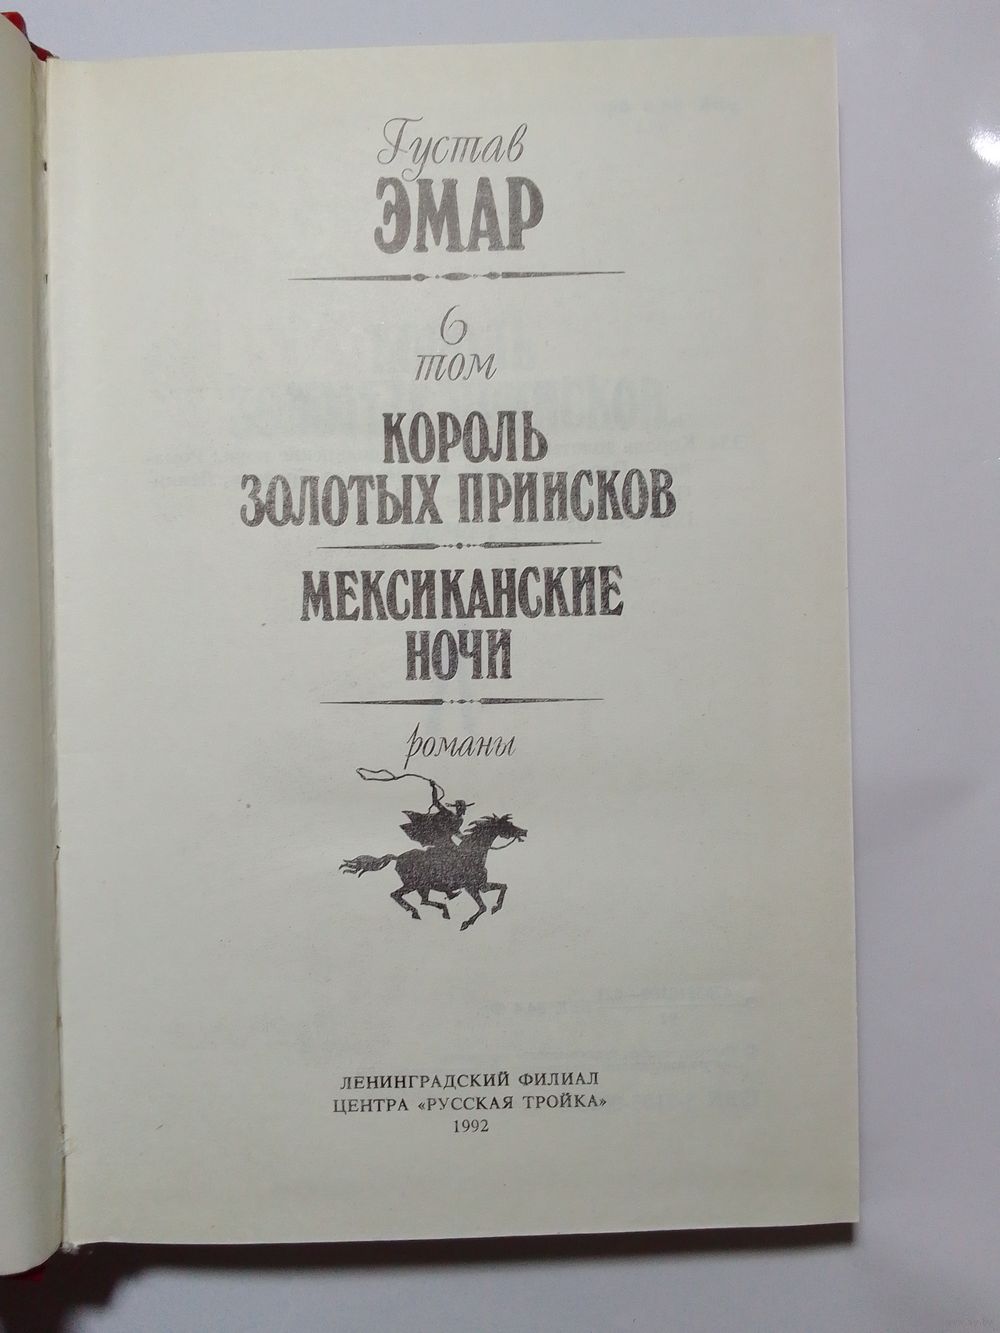 Густав
ЭМАР
6
том
КОРОЛЬ
ЗОЛОТЫХ ПРИИСКОВ
МЕКСИКАНСКИЕ
НОЧИ
романы
ЛЕНИНГРАДСКИЙ ФИЛИАЛ
ЦЕНТРА «РУССКАЯ ТРОЙКА»
1992